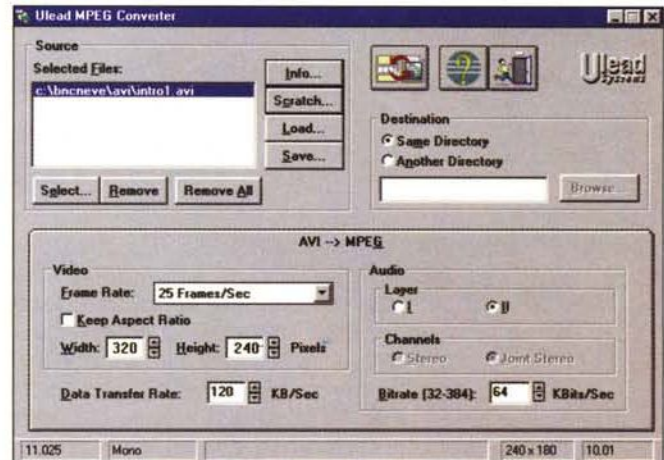 Ulead MPEG Converter
Source
Selected Files:
c:\bncneve\avi\intro1.avi
Info...
Scratch...
Load...
Save...
Select...
Remove
Remove All
Ulead
Systems
Destination
Same Directory
Another Directory
Browse...
AVI --> MPEG
Video
Frame Rate: 25 Frames/Sec
Keep Aspect Ratio
Width: 320 Height: 240 Pixels
Data Transfer Rate: 120 KB/Sec
Audio
Layer
I II
Channels
Stereo Joint Stereo
Bitrate (32-384): 64 KBits/Sec
11.025 Mono 240 x 180 10.01